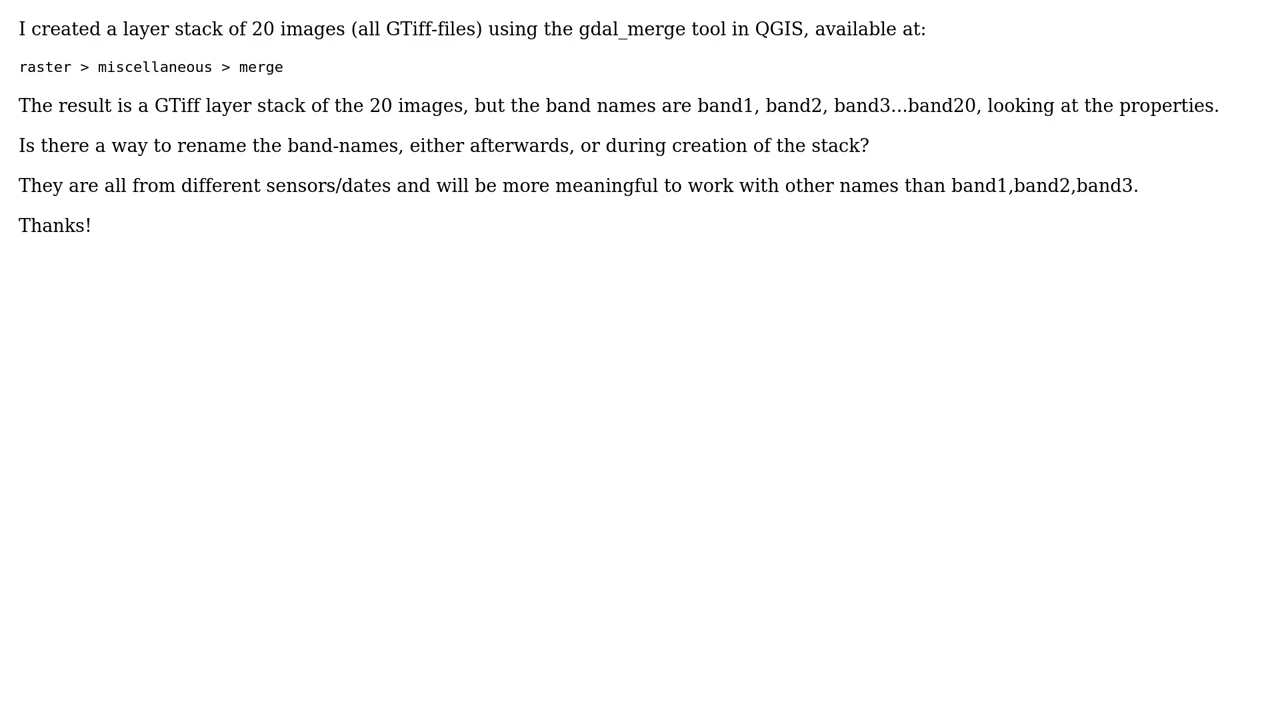 I created a layer stack of 20 images (all GTiff-files) using the gdal_merge tool in QGIS, available at:
raster > miscellaneous > merge
The result is a GTiff layer stack of the 20 images, but the band names are band1, band2, band3...band20, looking at the properties.
Is there a way to rename the band-names, either afterwards, or during creation of the stack?
They are all from different sensors/dates and will be more meaningful to work with other names than band1,band2,band3.
Thanks!